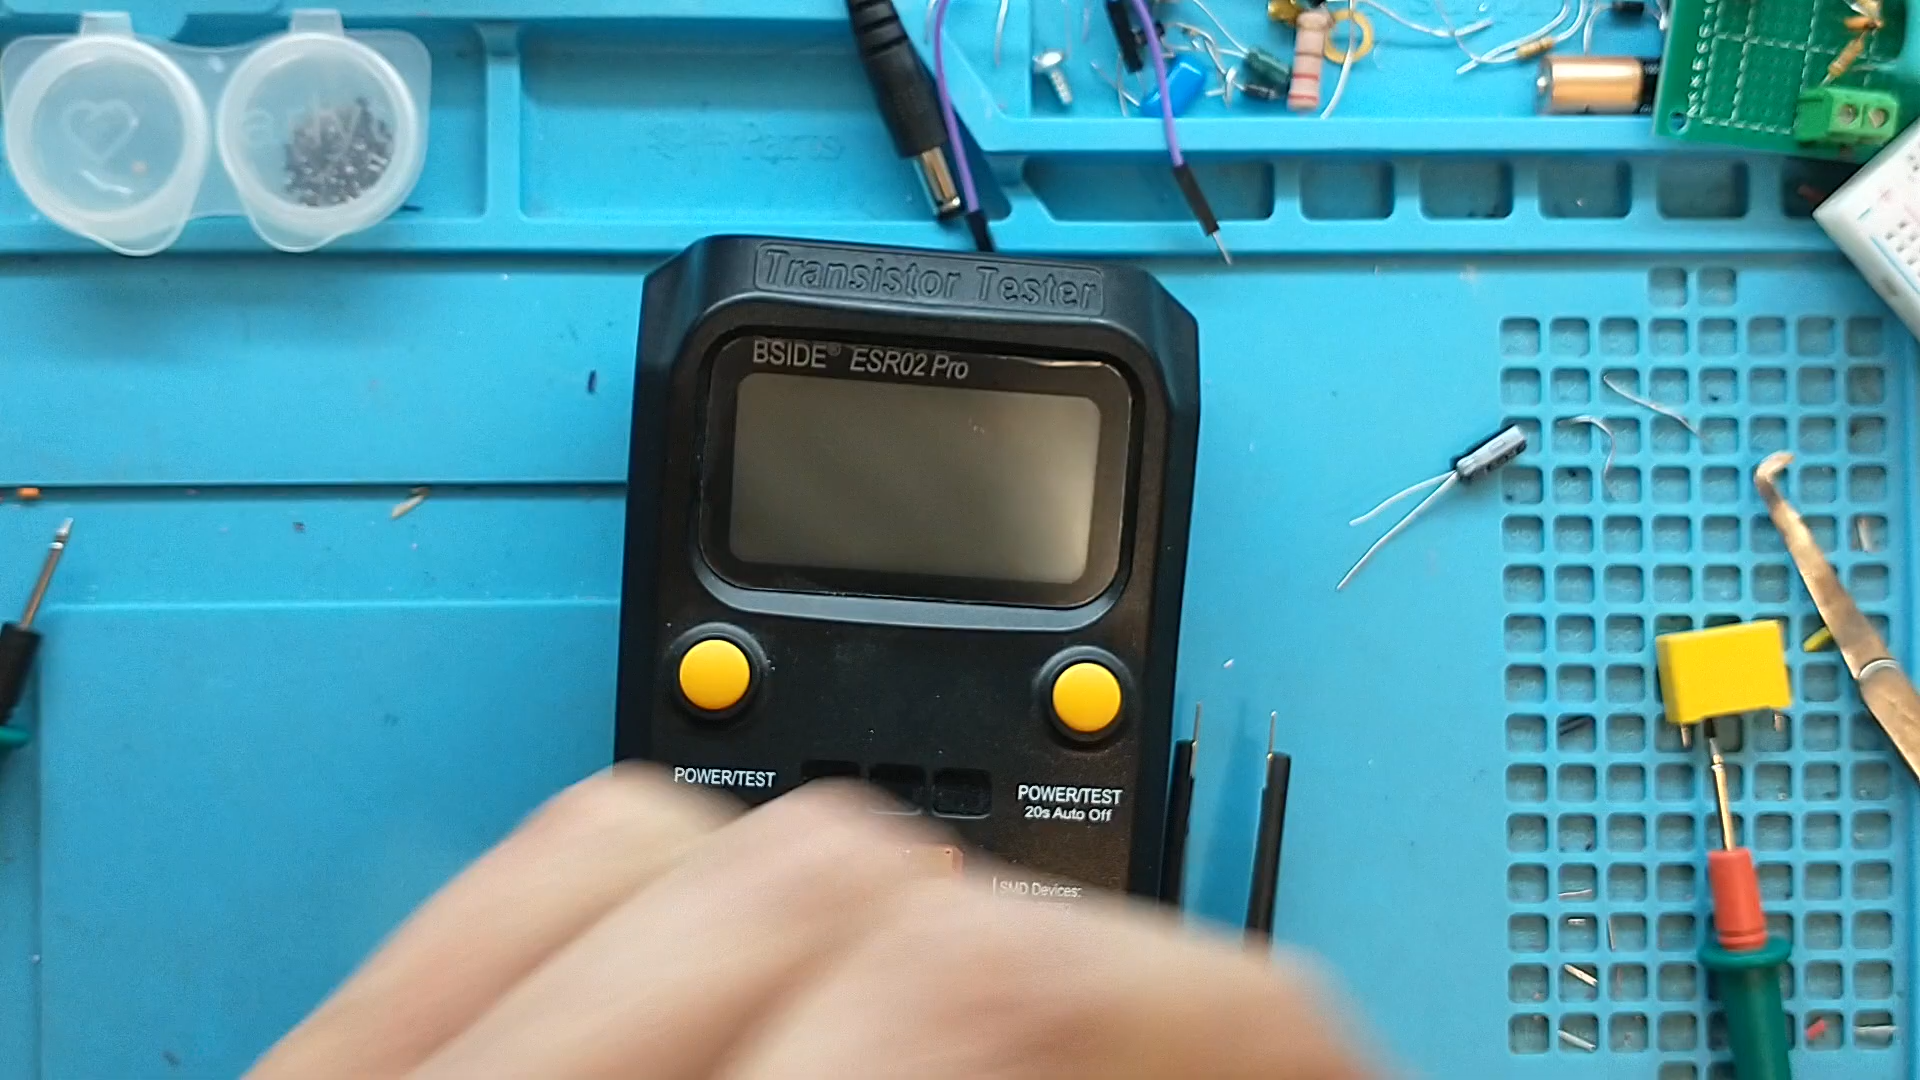 Transistor Tester
BSIDE® ESR02 Pro
POWER/TEST
POWER/TEST
20s Auto Off
SMD Devices: